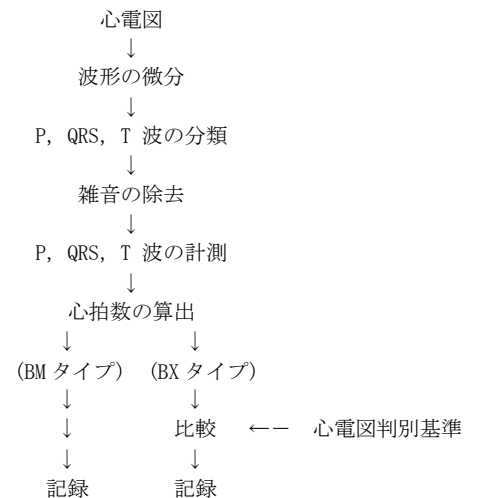 心電図
↓
波形の微分
↓
P, QRS, T 波の分類
↓
雑音の除去
↓
P, QRS, T 波の計測
↓
心拍数の算出
↓ ↓
(BM タイプ) (BX タイプ)
↓ ↓
↓ 比較 ←− 心電図判別基準
↓ ↓
記録 記録